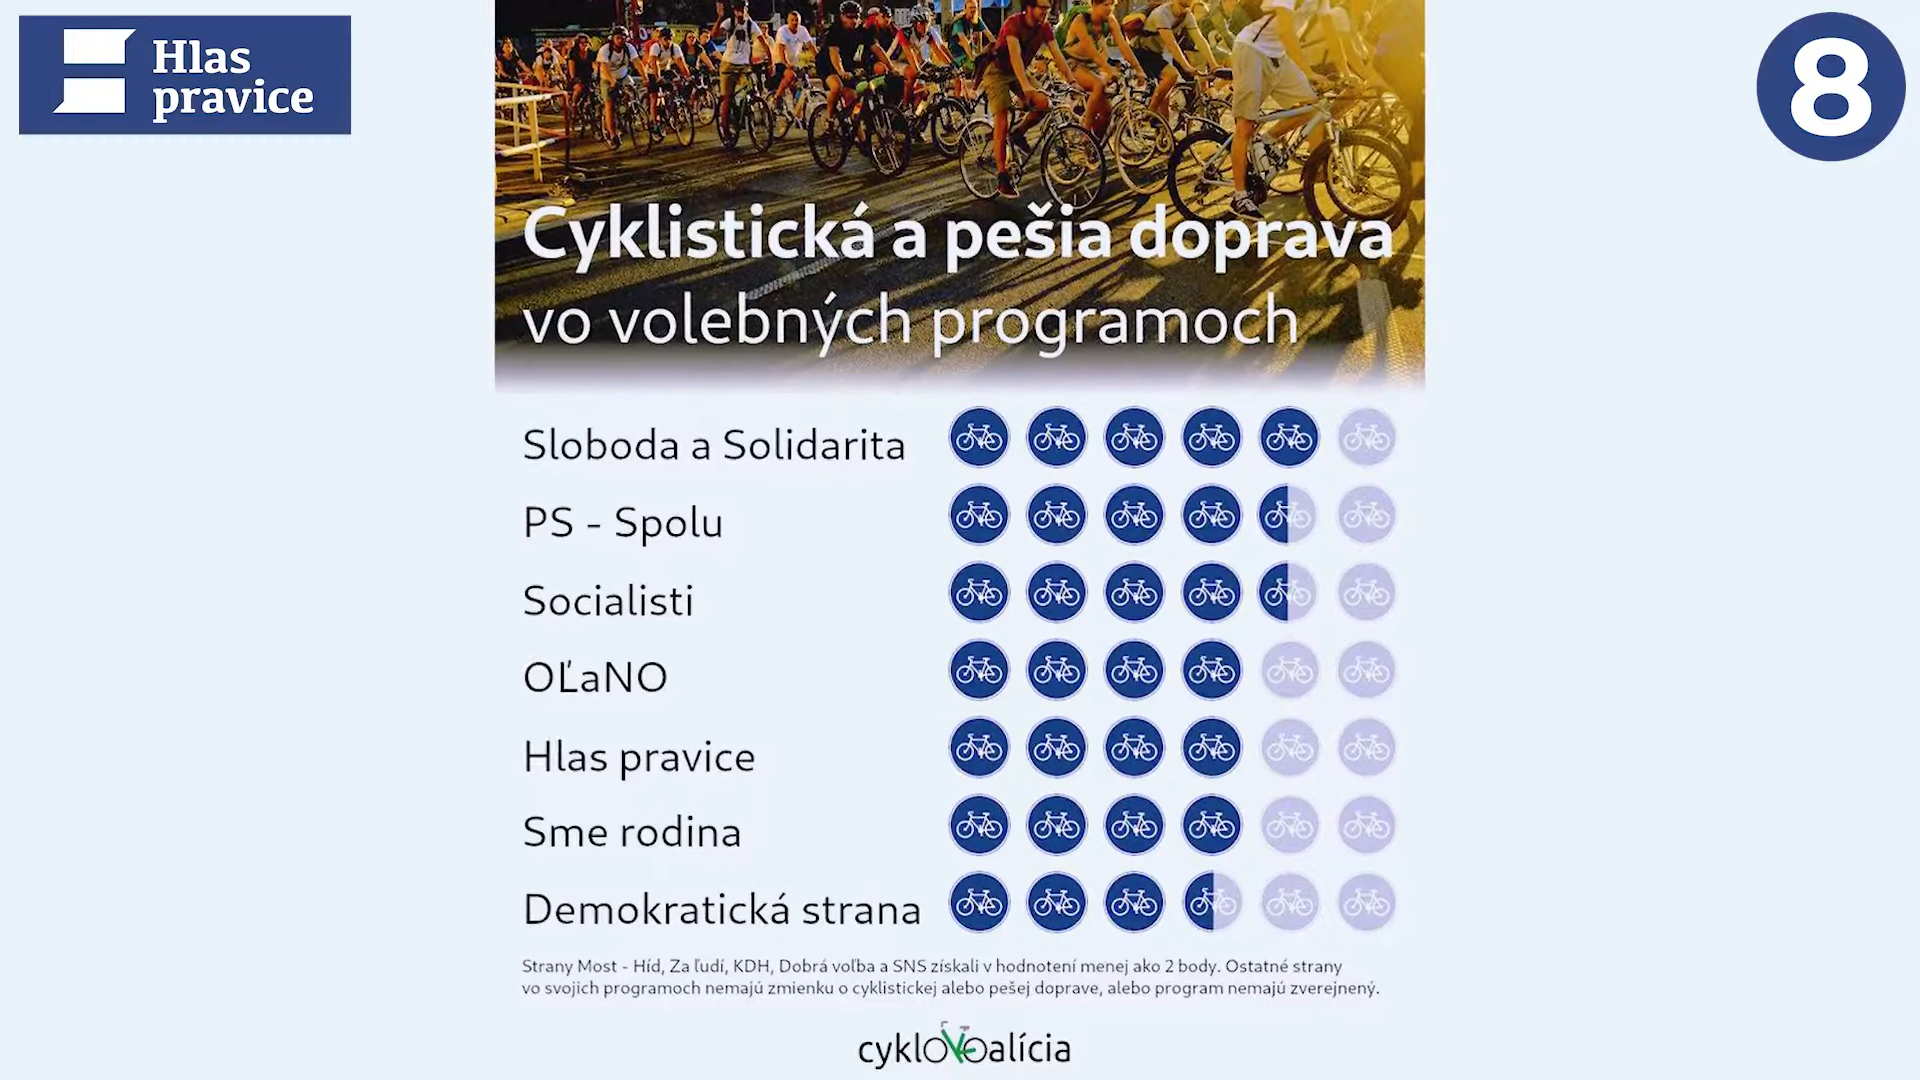 Hlas
pravice
8
Cyklistická a pešia doprava
vo volebných programoch
Sloboda a Solidarita
PS - Spolu
Socialisti
OĽaNO
Hlas pravice
Sme rodina
Demokratická strana
Strany Most - Híd, Za ľudí, KDH, Dobrá voľba a SNS získali v hodnotení menej ako 2 body. Ostatné strany
vo svojich programoch nemajú zmienku o cyklistickej alebo pešej doprave, alebo program nemajú zverejnený.
cykloKoalícia